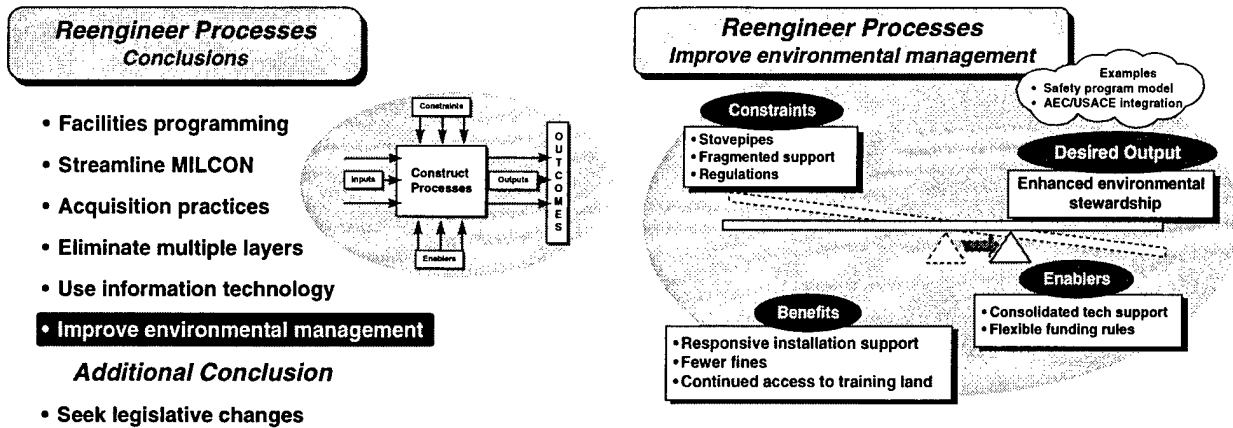 Reengineer Processes
Conclusions
• Facilities programming
• Streamline MILCON
• Acquisition practices
• Eliminate multiple layers
• Use information technology
• Improve environmental management
Additional Conclusion
• Seek legislative changes
Constraints
Inputs
Construct
Processes
Outputs
Enablers
OUTCOMES
Reengineer Processes
Improve environmental management
Examples
• Safety program model
• AEC/USACE integration
Constraints
• Stovepipes
• Fragmented support
• Regulations
Desired Output
Enhanced environmental
stewardship
Enablers
• Consolidated tech support
• Flexible funding rules
Benefits
• Responsive installation support
• Fewer fines
• Continued access to training land